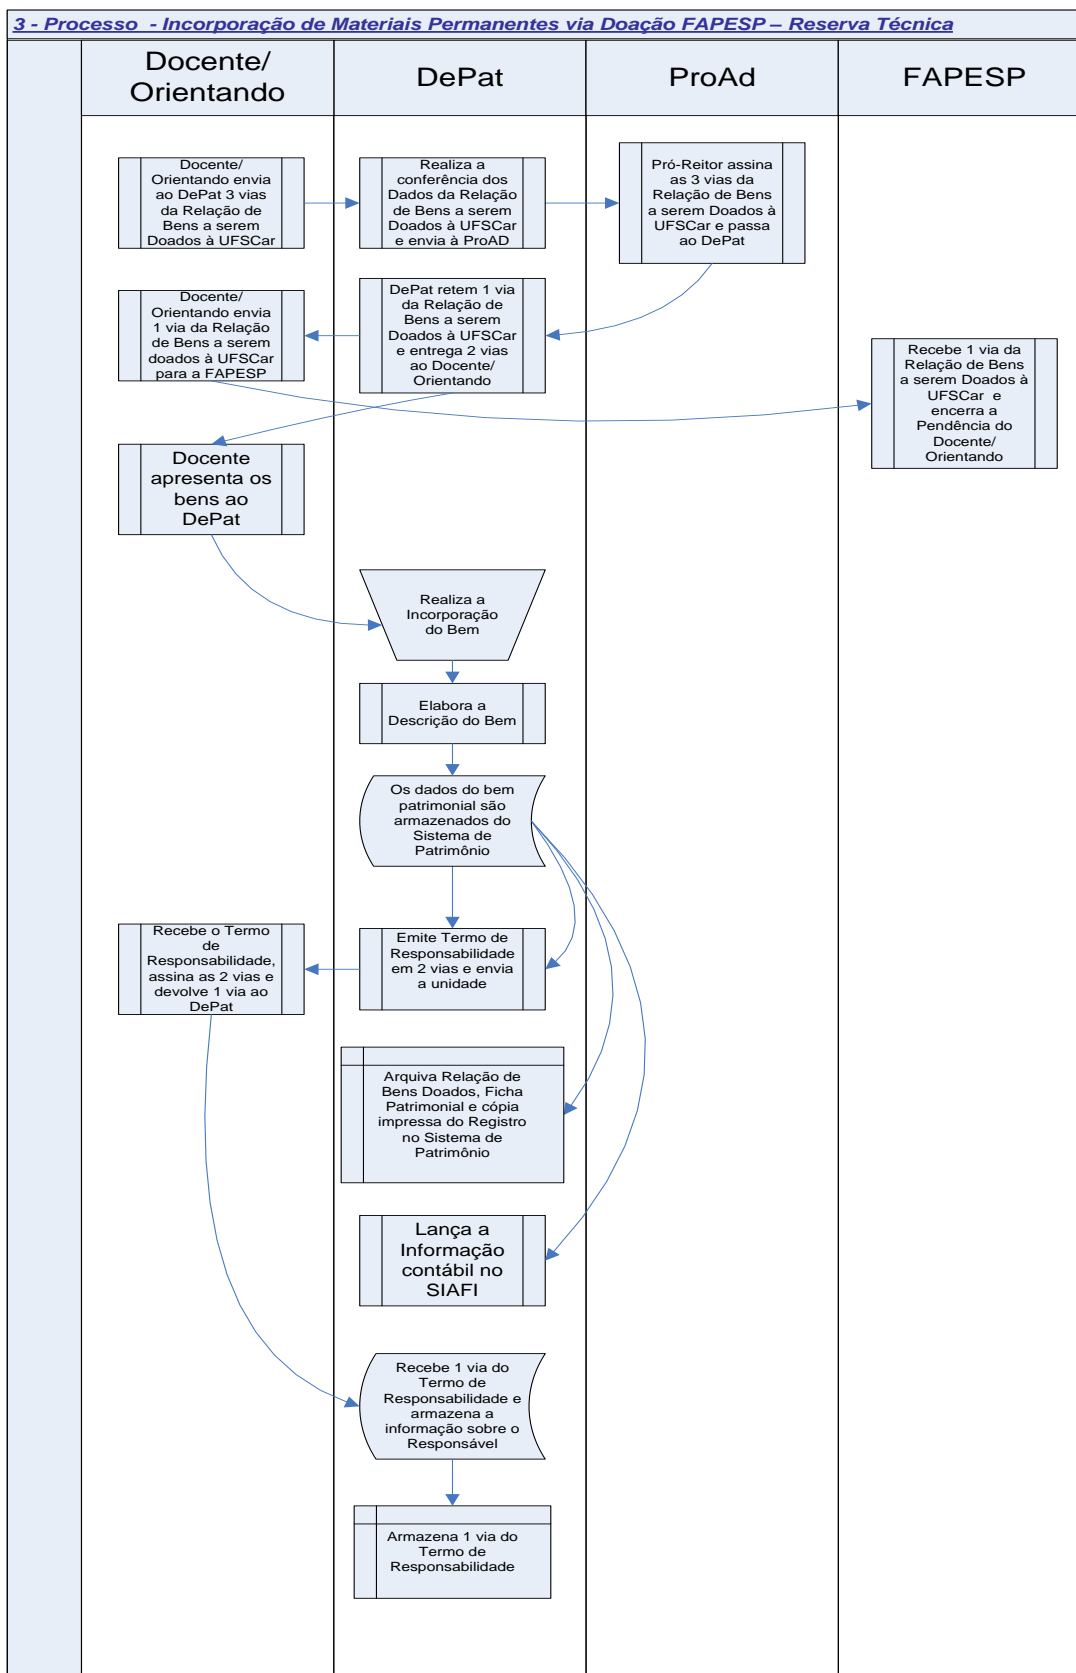 3 - Processo - Incorporação de Materiais Permanentes via Doação FAPESP – Reserva Técnica
Docente/
Orientando
DePat
ProAd
FAPESP
Docente/
Orientando envia
ao DePat 3 vias
da Relação de
Bens a serem
Doados à UFSCar
Realiza a
conferência dos
Dados da Relação
de Bens a serem
Doados à UFSCar
e envia à ProAD
Pró-Reitor assina
as 3 vias da
Relação de Bens
a serem Doados à
UFSCar e passa
ao DePat
Docente/
Orientando envia
1 via da Relação
de Bens a serem
doados à UFSCar
para a FAPESP
DePat retem 1 via
da Relação de
Bens a serem
Doados à UFSCar
e entrega 2 vias
ao Docente/
Orientando
Recebe 1 via da
Relação de Bens
a serem Doados à
UFSCar e
encerra a
Pendência do
Docente/
Orientando
Docente
apresenta os
bens ao
DePat
Realiza a
Incorporação
do Bem
Elabora a
Descrição do Bem
Os dados do bem
patrimonial são
armazenados do
Sistema de
Patrimônio
Recebe o Termo
de
Responsabilidade,
assina as 2 vias e
devolve 1 via ao
DePat
Emite Termo de
Responsabilidade
em 2 vias e envia
a unidade
Arquiva Relação de
Bens Doados, Ficha
Patrimonial e cópia
impressa do Registro
no Sistema de
Patrimônio
Lança a
Informação
contábil no
SIAFI
Recebe 1 via do
Termo de
Responsabilidade e
armazena a
informação sobre o
Responsável
Armazena 1 via do
Termo de
Responsabilidade